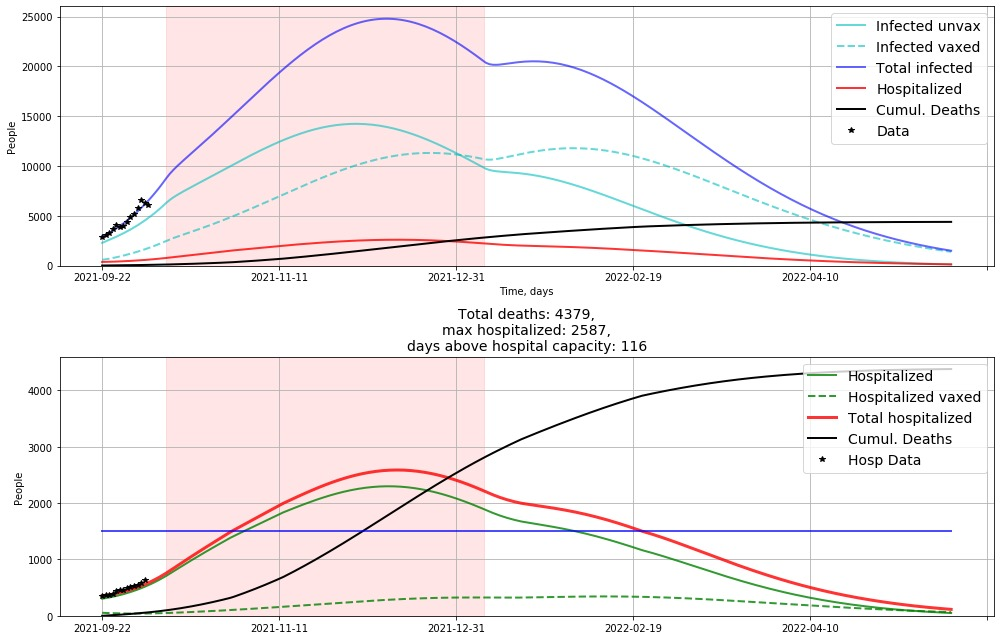 25000
20000
15000
10000
5000
0
People
Infected unvax
Infected vaxed
Total infected
Hospitalized
Cumul. Deaths
Data
2021-09-22
2021-11-11
2021-12-31
2022-02-19
2022-04-10
Time, days
Total deaths: 4379,
max hospitalized: 2587,
days above hospital capacity: 116
4000
3000
2000
1000
0
People
Hospitalized
Hospitalized vaxed
Total hospitalized
Cumul. Deaths
Hosp Data
2021-09-22
2021-11-11
2021-12-31
2022-02-19
2022-04-10